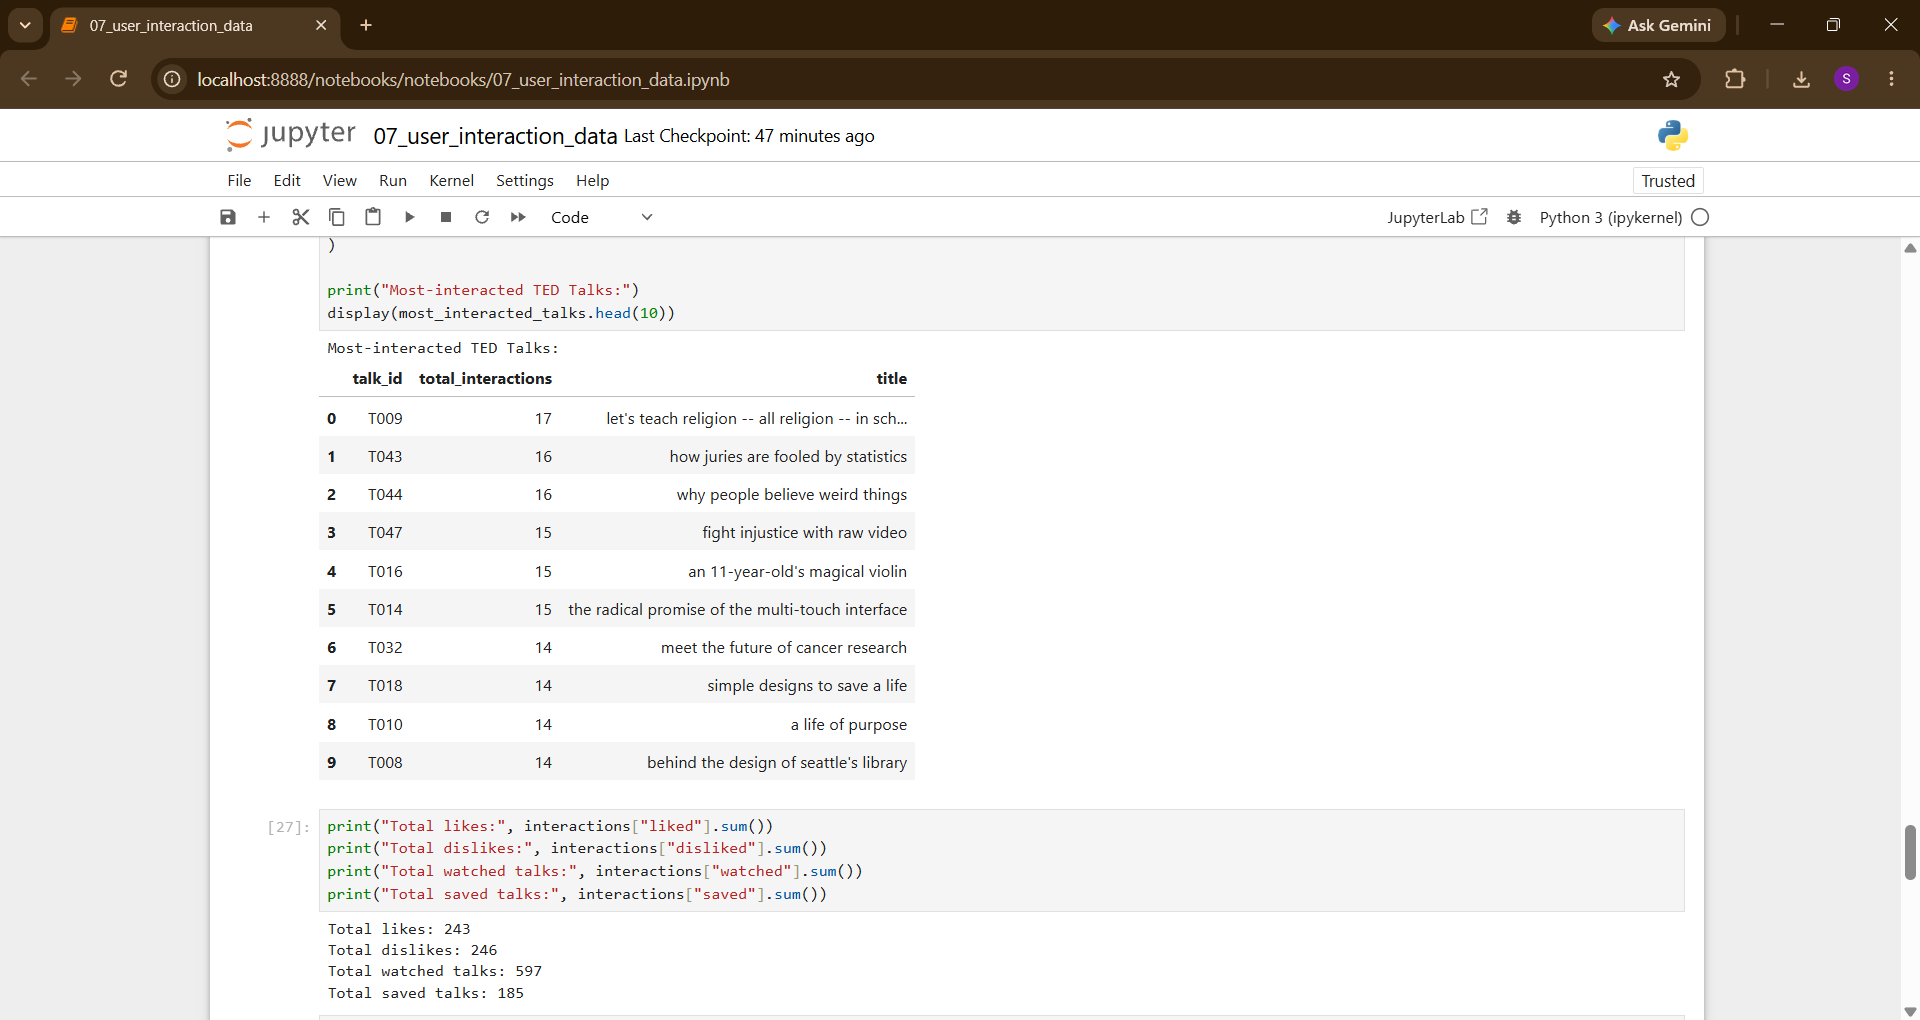 07_user_interaction_data
Ask Gemini
localhost:8888/notebooks/notebooks/07_user_interaction_data.ipynb
S
jupyter 07_user_interaction_data Last Checkpoint: 47 minutes ago
File Edit View Run Kernel Settings Help
Trusted
Code
JupyterLab
Python 3 (ipykernel)
)
print("Most-interacted TED Talks:")
display(most_interacted_talks.head(10))
Most-interacted TED Talks:
talk_id total_interactions title
0 T009 17 let's teach religion -- all religion -- in sch...
1 T043 16 how juries are fooled by statistics
2 T044 16 why people believe weird things
3 T047 15 fight injustice with raw video
4 T016 15 an 11-year-old's magical violin
5 T014 15 the radical promise of the multi-touch interface
6 T032 14 meet the future of cancer research
7 T018 14 simple designs to save a life
8 T010 14 a life of purpose
9 T008 14 behind the design of seattle's library
[27]:
print("Total likes:", interactions["liked"].sum())
print("Total dislikes:", interactions["disliked"].sum())
print("Total watched talks:", interactions["watched"].sum())
print("Total saved talks:", interactions["saved"].sum())
Total likes: 243
Total dislikes: 246
Total watched talks: 597
Total saved talks: 185